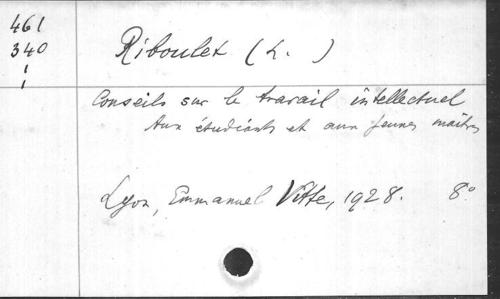 461
340
Riboulet (L. )
Conseils sur le travail intellectuel
Aux étudiants et aux jeunes maîtres
Lyon, Emmanuel Vitte, 1928. 8°